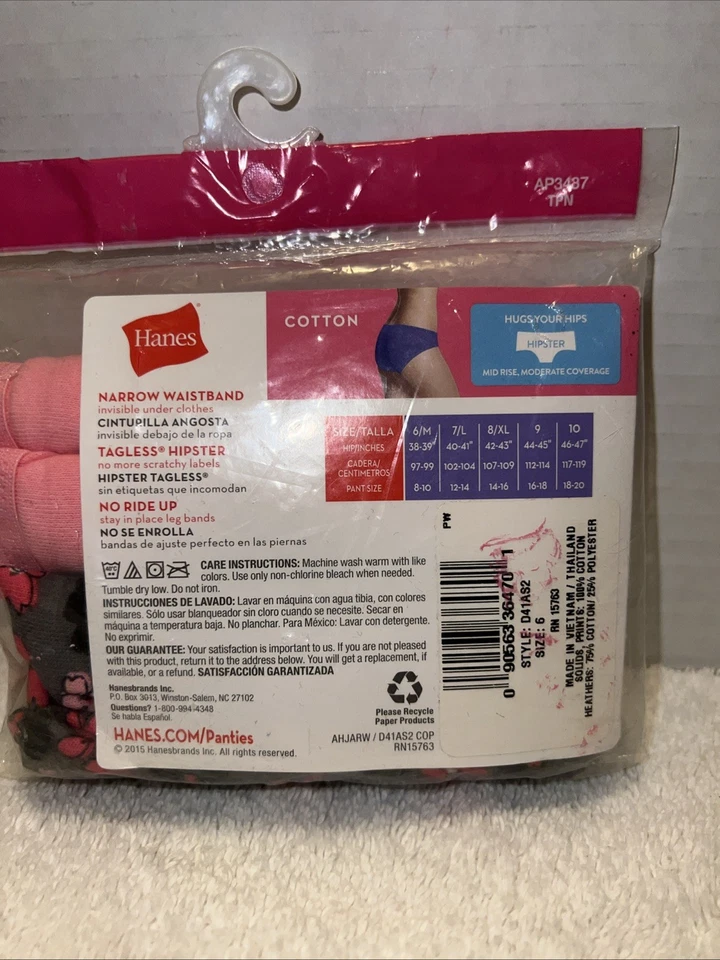 AP3487
TPN
Hanes®
COTTON
HUGS YOUR HIPS
HIPSTER
MID RISE, MODERATE COVERAGE
NARROW WAISTBAND
invisible under clothes
CINTURILLA ANGOSTA
invisible debajo de la ropa
TAGLESS® HIPSTER
no more scratchy labels
HIPSTER TAGLESS®
sin etiquetas que incomodan
NO RIDE UP
stay in place leg bands
NO SE ENROLLA
bandas de ajuste perfecto en las piernas
SIZE/TALLA 6/M 7/L 8/XL 9 10
HIP/INCHES 38-39" 40-41" 42-43" 44-45" 46-47"
CADERA/CENTIMETROS 97-99 102-104 107-109 112-114 117-119
PANT SIZE 8-10 12-14 14-16 16-18 18-20
CARE INSTRUCTIONS: Machine wash warm with like
colors. Use only non-chlorine bleach when needed.
Tumble dry low. Do not iron.
INSTRUCCIONES DE LAVADO: Lavar en máquina con agua tibia, con colores
similares. Sólo usar blanqueador sin cloro cuando se necesite. Secar en
máquina a temperatura baja. No planchar. Para México: Lavar con detergente.
No exprimir.
OUR GUARANTEE: Your satisfaction is important to us. If you are not pleased
with this product, return it to the address below. You will get a replacement, if
available, or a refund. SATISFACCIÓN GARANTIZADA
Hanesbrands Inc.
P.O. Box 3013, Winston-Salem, NC 27102
Questions? 1-800-994-4348
Se habla Español.
HANES.COM/Panties
© 2015 Hanesbrands Inc. All rights reserved.
Please Recycle
Paper Products
AHJARW / D41AS2 COP
RN15763
PW
0 90563 36470 1
STYLE: D41AS2
SIZE: 6
RN 15763
MADE IN VIETNAM / THAILAND
SOLIDS, PRINTS: 100% COTTON
HEATHERS: 75% COTTON/ 25% POLYESTER